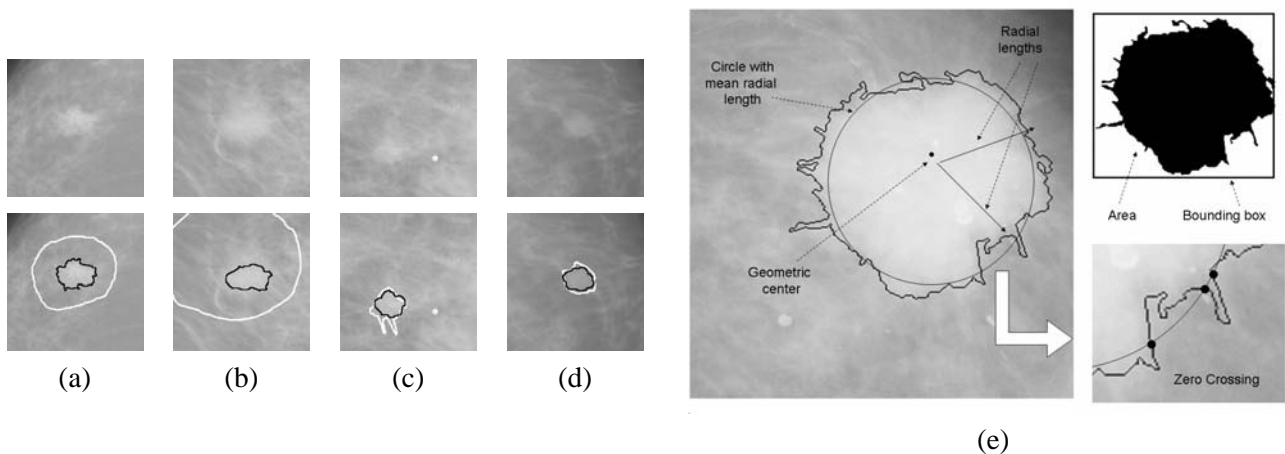 (a)
(b)
(c)
(d)
Circle with
mean radial
length
Radial
lengths
Geometric
center
Area
Bounding box
Zero Crossing
(e)